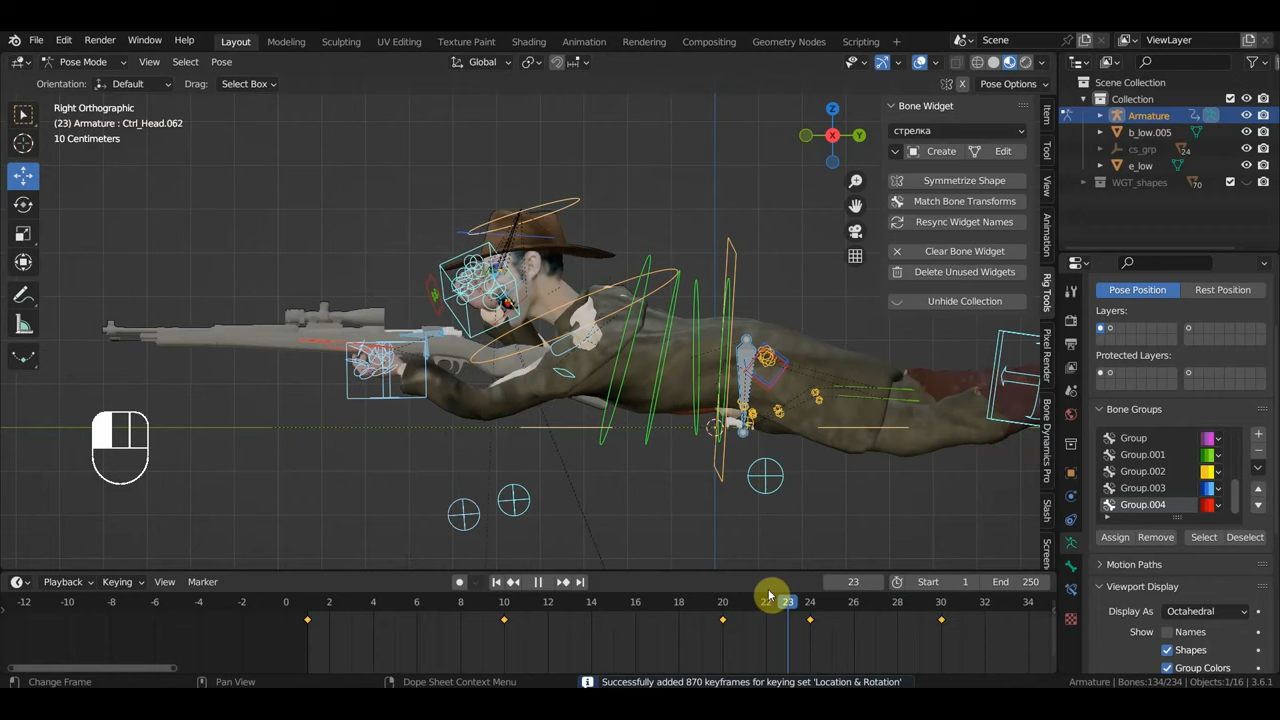 File Edit Render Window Help Layout Modeling Sculpting UV Editing Texture Paint Shading Animation Rendering Compositing Geometry Nodes Scripting + Scene ViewLayer
Pose Mode View Select Pose Global
Orientation: Default Drag: Select Box X Pose Options
Right Orthographic
(23) Armature : Ctrl_Head.062
10 Centimeters
Z
X
Y
Bone Widget
стрелка
Create Edit
Symmetrize Shape
Match Bone Transforms
Resync Widget Names
Clear Bone Widget
Delete Unused Widgets
Unhide Collection
Item
Tool
View
Animation
Rig Tools
Pixel Render
Bone Dynamics Pro
Slash
Screen
Scene Collection
Collection
Armature
b_low.005
cs_grp 24
e_low
WGT_shapes 70
Pose Position Rest Position
Layers:
Protected Layers:
Bone Groups
Group
Group.001
Group.002
Group.003
Group.004
Assign Remove Select Deselect
Motion Paths
Viewport Display
Display As Octahedral
Show Names
Shapes
Group Colors
Playback Keying View Marker 23 Start 1 End 250
-12 -10 -8 -6 -4 -2 0 2 4 6 8 10 12 14 16 18 20 22 23 24 26 28 30 32 34
Change Frame Pan View Dope Sheet Context Menu Successfully added 870 keyframes for keying set 'Location & Rotation' Armature | Bones:134/234 | Objects:1/16 | 3.6.1